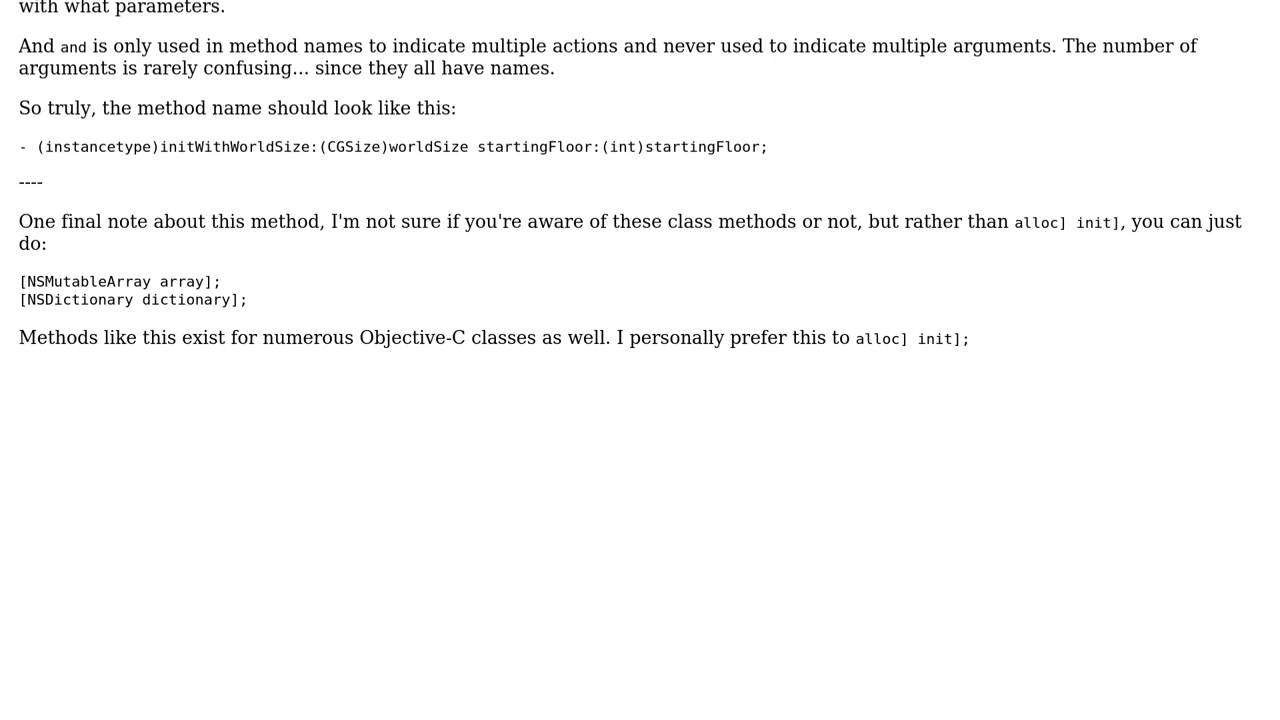 with what parameters.
And and is only used in method names to indicate multiple actions and never used to indicate multiple arguments. The number of
arguments is rarely confusing... since they all have names.
So truly, the method name should look like this:
- (instancetype)initWithWorldSize:(CGSize)worldSize startingFloor:(int)startingFloor;
----
One final note about this method, I'm not sure if you're aware of these class methods or not, but rather than alloc] init], you can just
do:
[NSMutableArray array];
[NSDictionary dictionary];
Methods like this exist for numerous Objective-C classes as well. I personally prefer this to alloc] init];